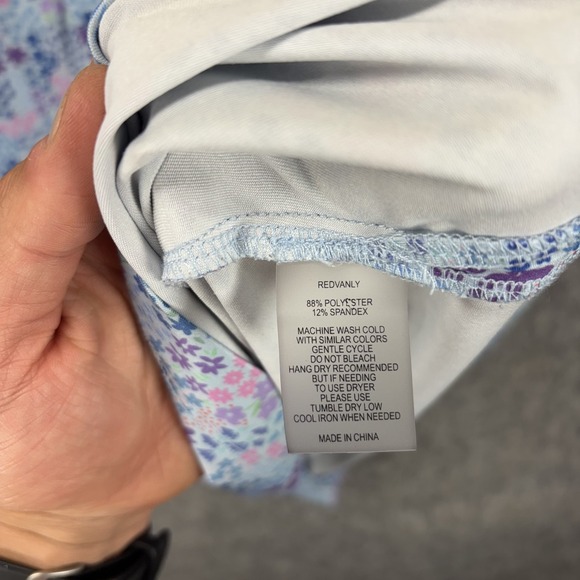 REDVANLY
88% POLYESTER
12% SPANDEX
MACHINE WASH COLD
WITH SIMILAR COLORS
GENTLE CYCLE
DO NOT BLEACH
HANG DRY RECOMMENDED
BUT IF NEEDING
TO USE DRYER
PLEASE USE
TUMBLE DRY LOW
COOL IRON WHEN NEEDED
MADE IN CHINA